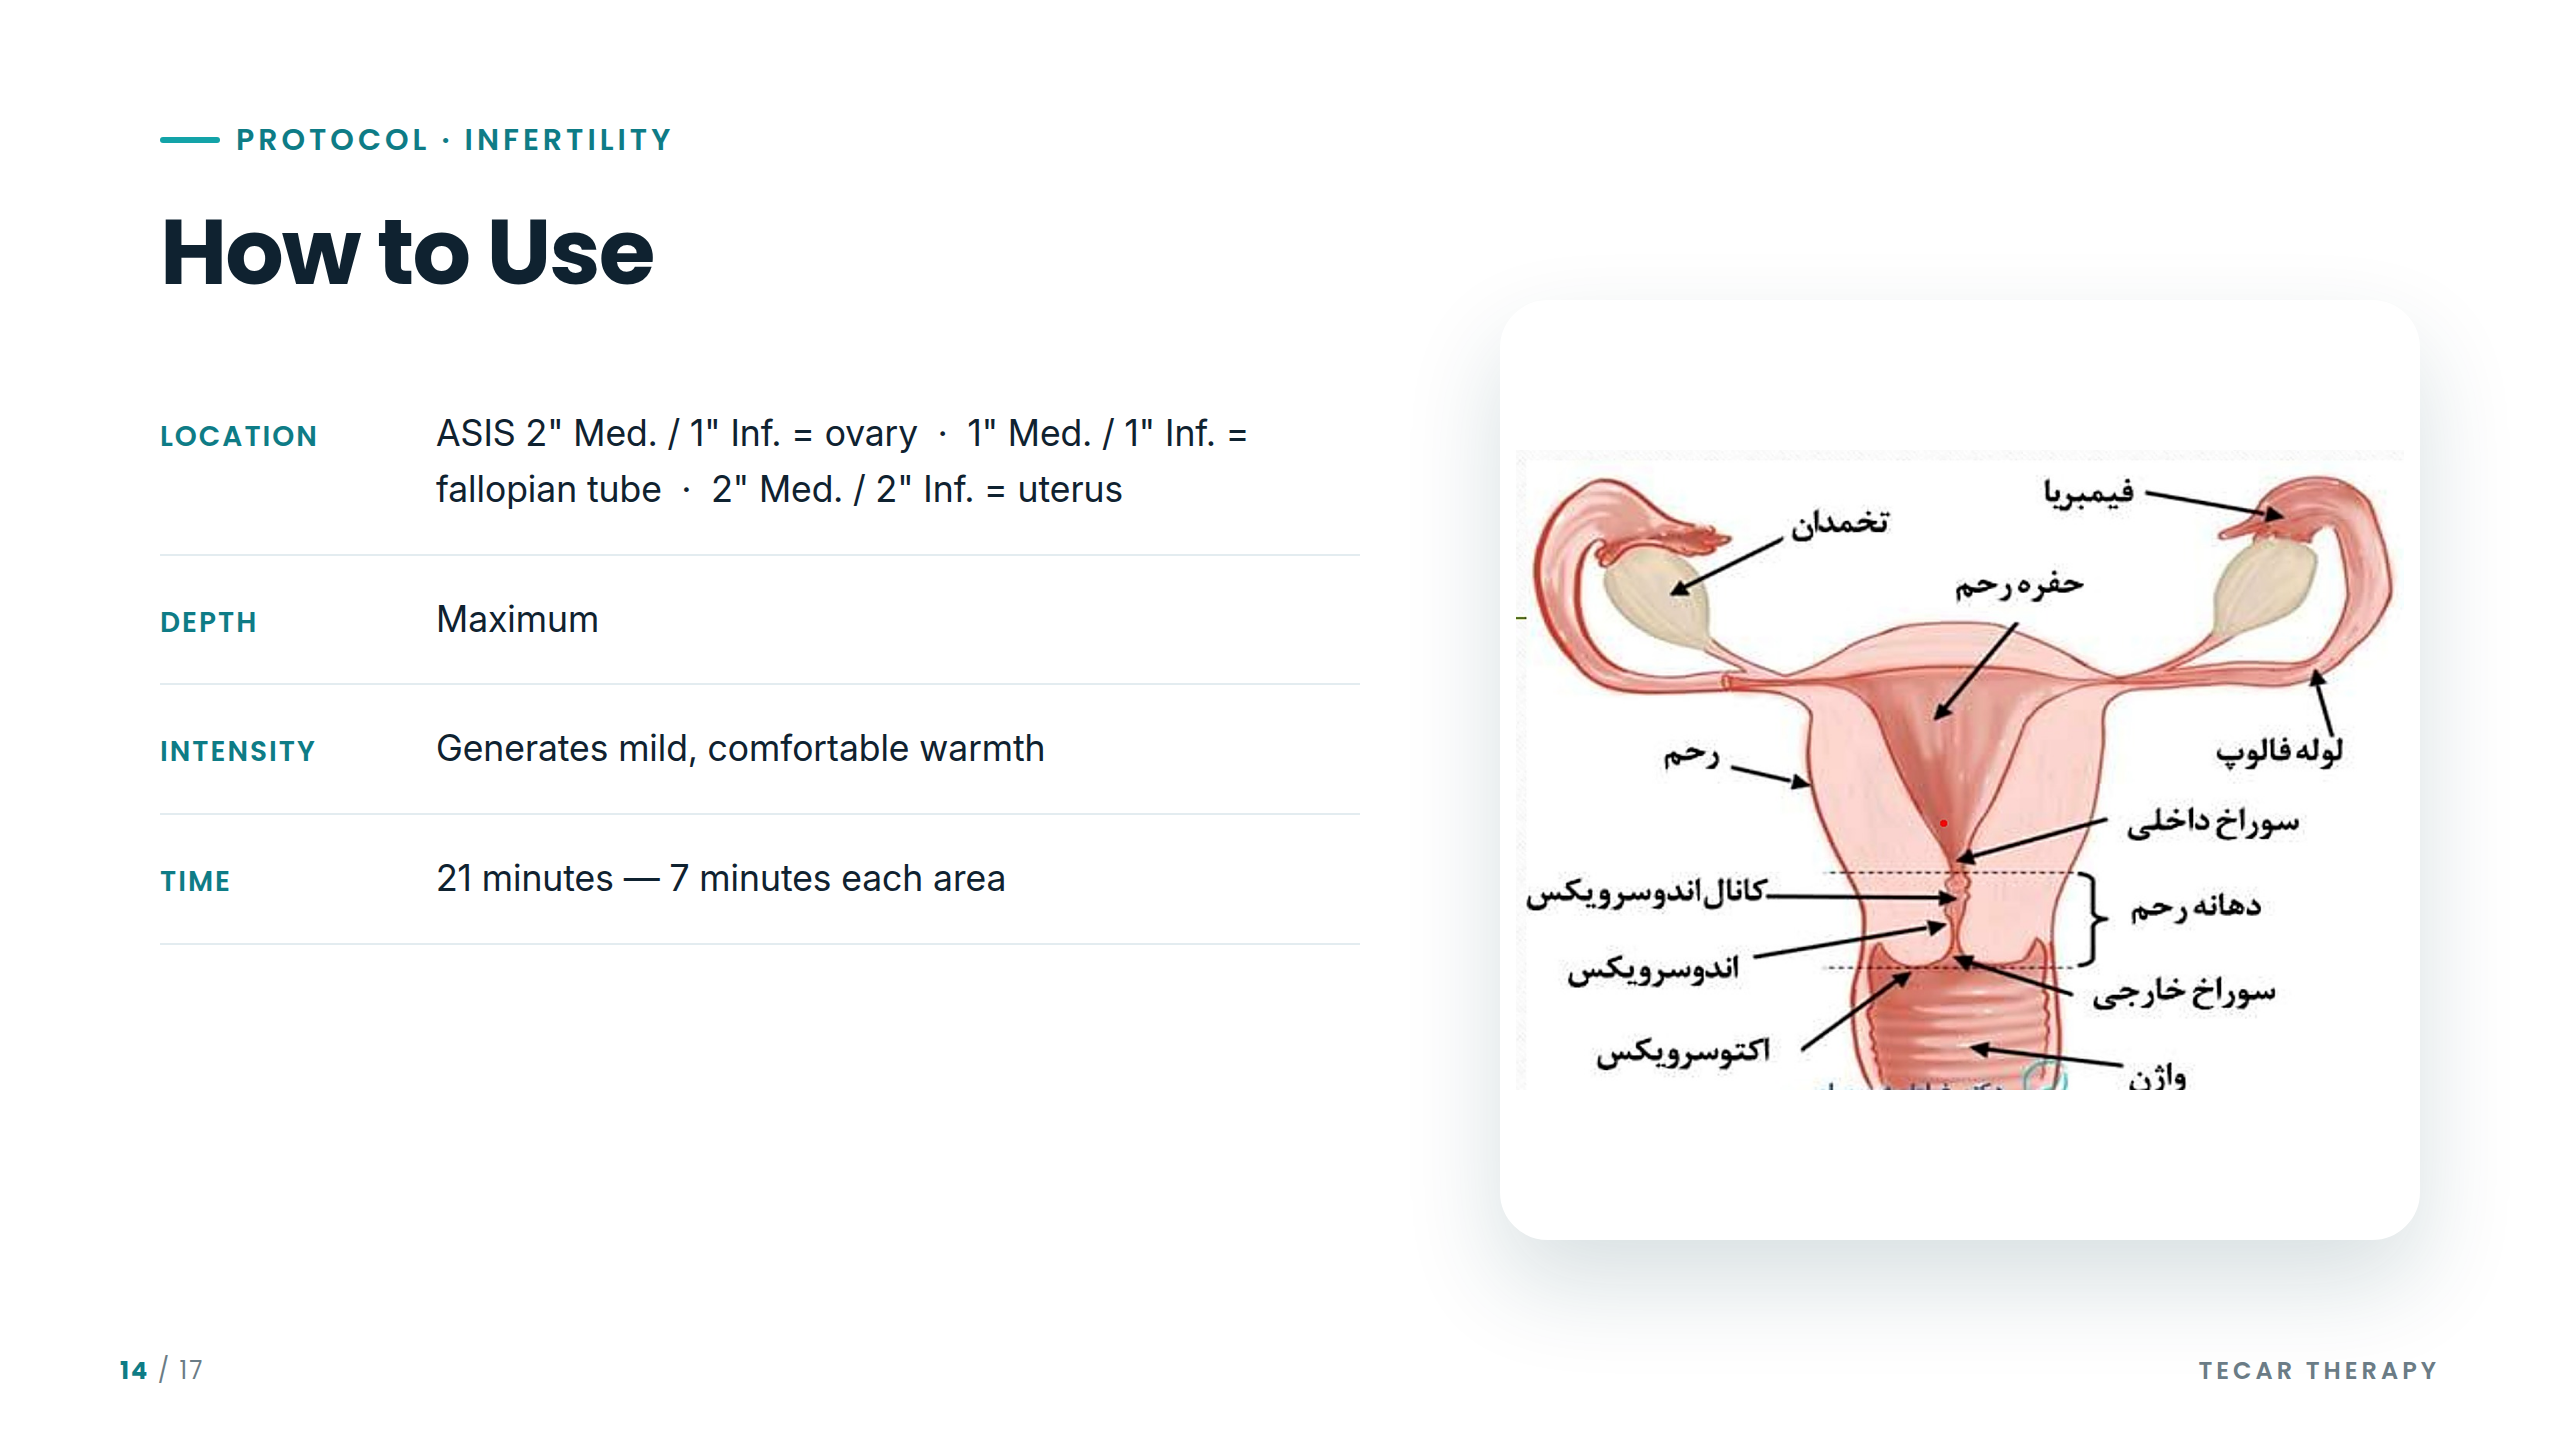 PROTOCOL · INFERTILITY
How to Use
LOCATION
ASIS 2" Med. / 1" Inf. = ovary · 1" Med. / 1" Inf. =
fallopian tube · 2" Med. / 2" Inf. = uterus
DEPTH
Maximum
INTENSITY
Generates mild, comfortable warmth
TIME
21 minutes — 7 minutes each area
فیمبریا
تخمدان
حفره رحم
رحم
لوله فالوپ
سوراخ داخلی
کانال اندوسرویکس
دهانه رحم
اندوسرویکس
سوراخ خارجی
اکتوسرویکس
واژن
14 / 17
TECAR THERAPY